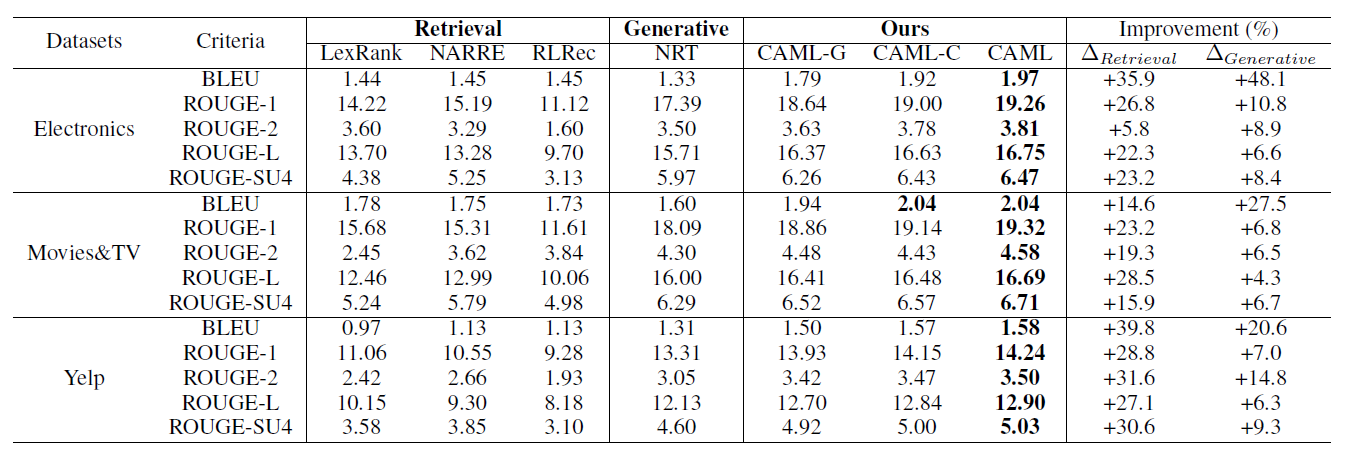 Datasets Criteria Retrieval Generative Ours Improvement (%)
LexRank NARRE RLRec NRT CAML-G CAML-C CAML Δ_Retrieval Δ_Generative
Electronics
BLEU 1.44 1.45 1.45 1.33 1.79 1.92 1.97 +35.9 +48.1
ROUGE-1 14.22 15.19 11.12 17.39 18.64 19.00 19.26 +26.8 +10.8
ROUGE-2 3.60 3.29 1.60 3.50 3.63 3.78 3.81 +5.8 +8.9
ROUGE-L 13.70 13.28 9.70 15.71 16.37 16.63 16.75 +22.3 +6.6
ROUGE-SU4 4.38 5.25 3.13 5.97 6.26 6.43 6.47 +23.2 +8.4
Movies&TV
BLEU 1.78 1.75 1.73 1.60 1.94 2.04 2.04 +14.6 +27.5
ROUGE-1 15.68 15.31 11.61 18.09 18.86 19.14 19.32 +23.2 +6.8
ROUGE-2 2.45 3.62 3.84 4.30 4.48 4.43 4.58 +19.3 +6.5
ROUGE-L 12.46 12.99 10.06 16.00 16.41 16.48 16.69 +28.5 +4.3
ROUGE-SU4 5.24 5.79 4.98 6.29 6.52 6.57 6.71 +15.9 +6.7
Yelp
BLEU 0.97 1.13 1.13 1.31 1.50 1.57 1.58 +39.8 +20.6
ROUGE-1 11.06 10.55 9.28 13.31 13.93 14.15 14.24 +28.8 +7.0
ROUGE-2 2.42 2.66 1.93 3.05 3.42 3.47 3.50 +31.6 +14.8
ROUGE-L 10.15 9.30 8.18 12.13 12.70 12.84 12.90 +27.1 +6.3
ROUGE-SU4 3.58 3.85 3.10 4.60 4.92 5.00 5.03 +30.6 +9.3